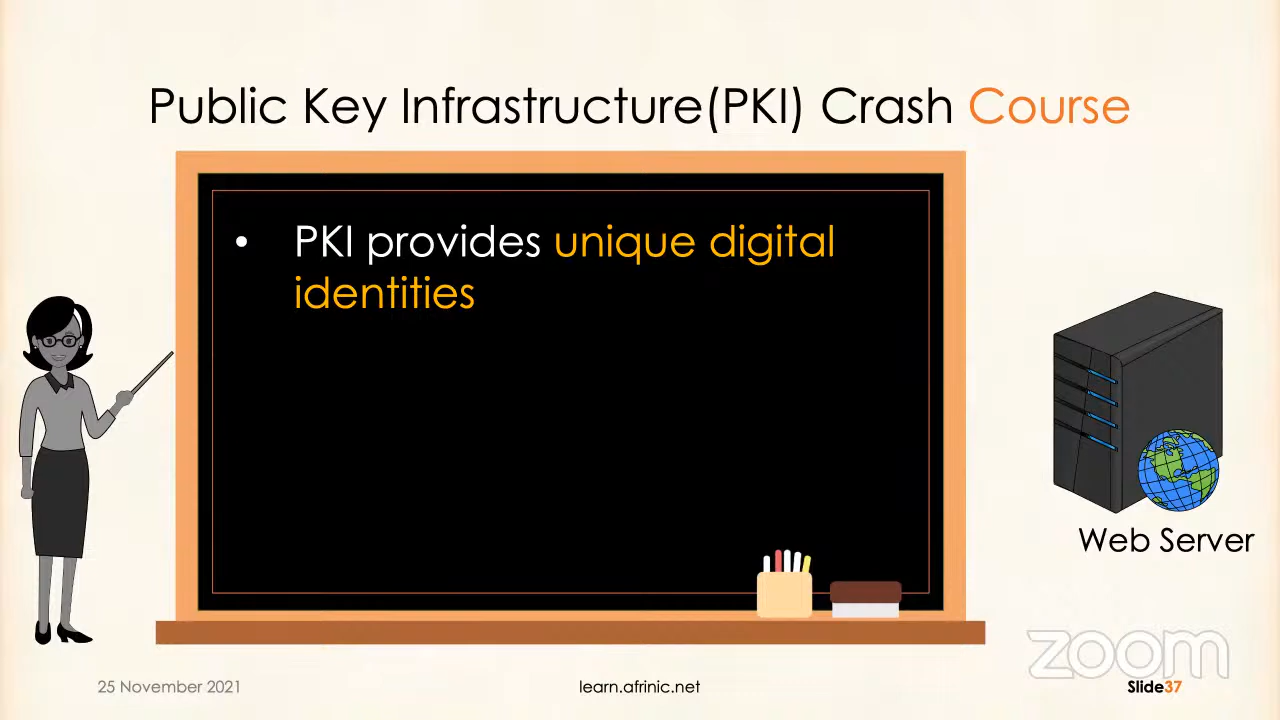 Public Key Infrastructure(PKI) Crash Course
• PKI provides unique digital
identities
Web Server
zoom
25 November 2021
learn.afrinic.net
Slide37